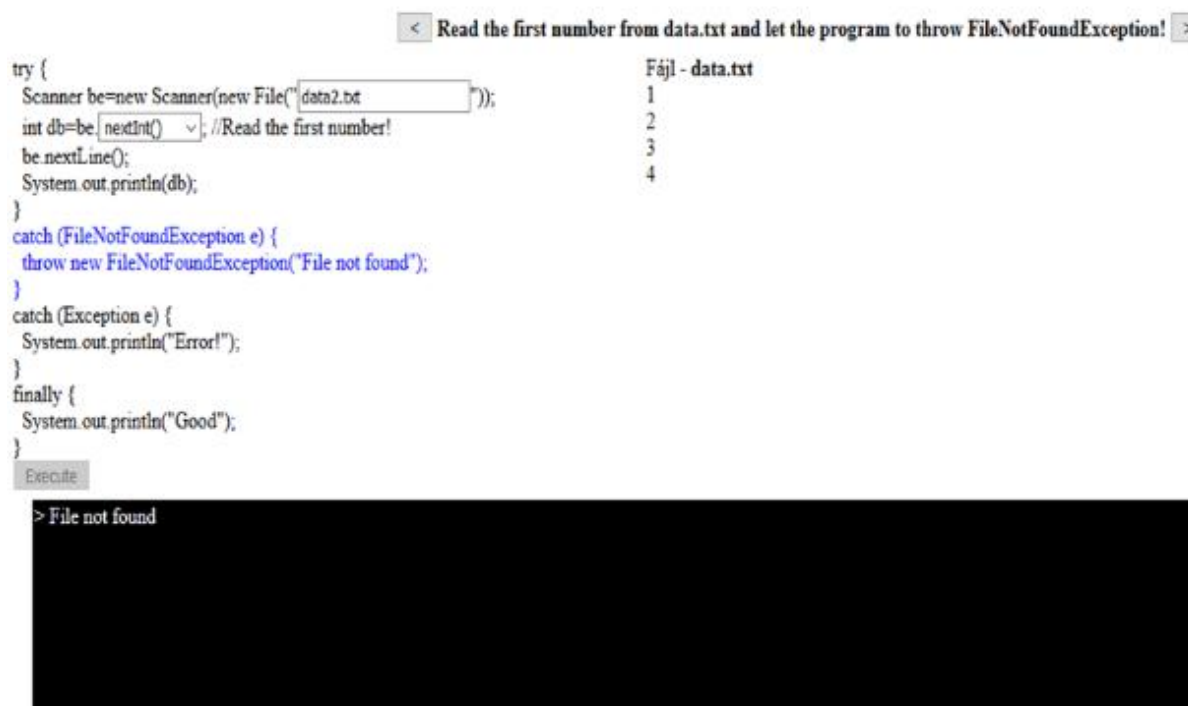 < Read the first number from data.txt and let the program to throw FileNotFoundException! >
try {
Scanner be=new Scanner(new File("data2.txt"));
int db=be.nextInt(); //Read the first number!
be.nextLine();
System.out.println(db);
}
catch (FileNotFoundException e) {
throw new FileNotFoundException("File not found");
}
catch (Exception e) {
System.out.println("Error!");
}
finally {
System.out.println("Good");
}
Execute
Fájl - data.txt
1
2
3
4
> File not found